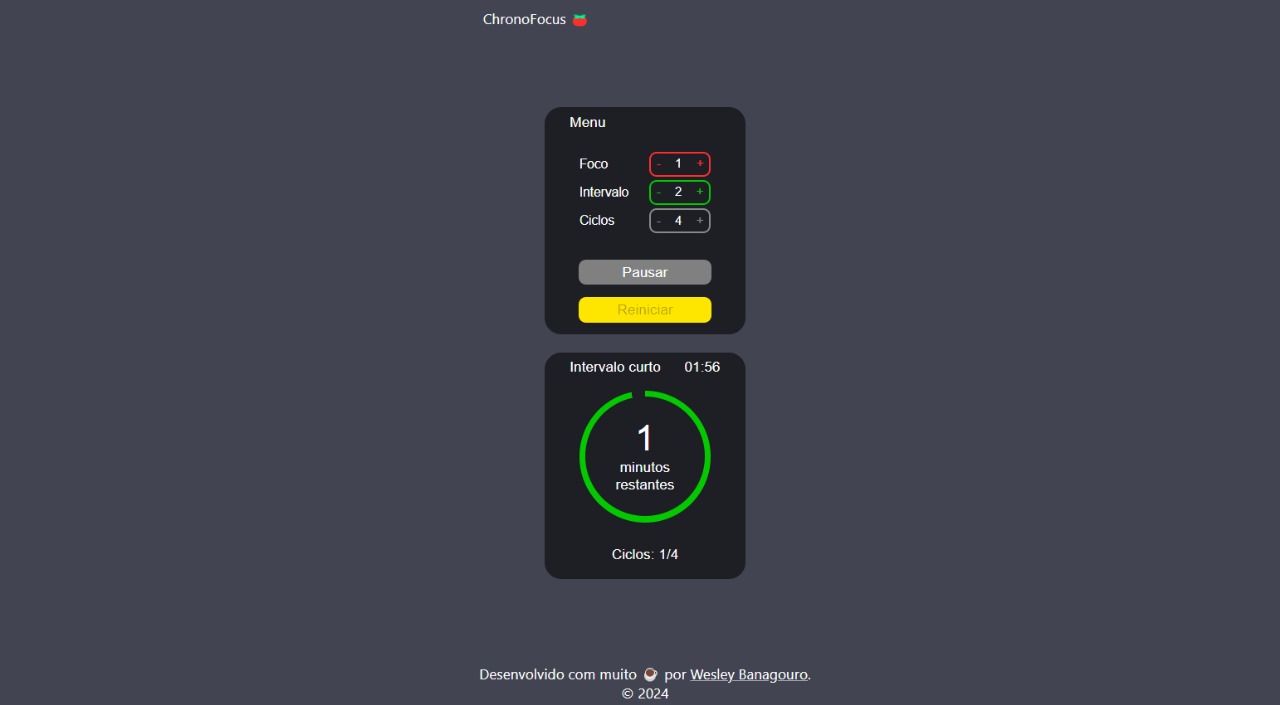 ChronoFocus
Menu
Foco - 1 +
Intervalo - 2 +
Ciclos - 4 +
Pausar
Reiniciar
Intervalo curto 01:56
1
minutos
restantes
Ciclos: 1/4
Desenvolvido com muito ☕ por Wesley Banagouro.
© 2024